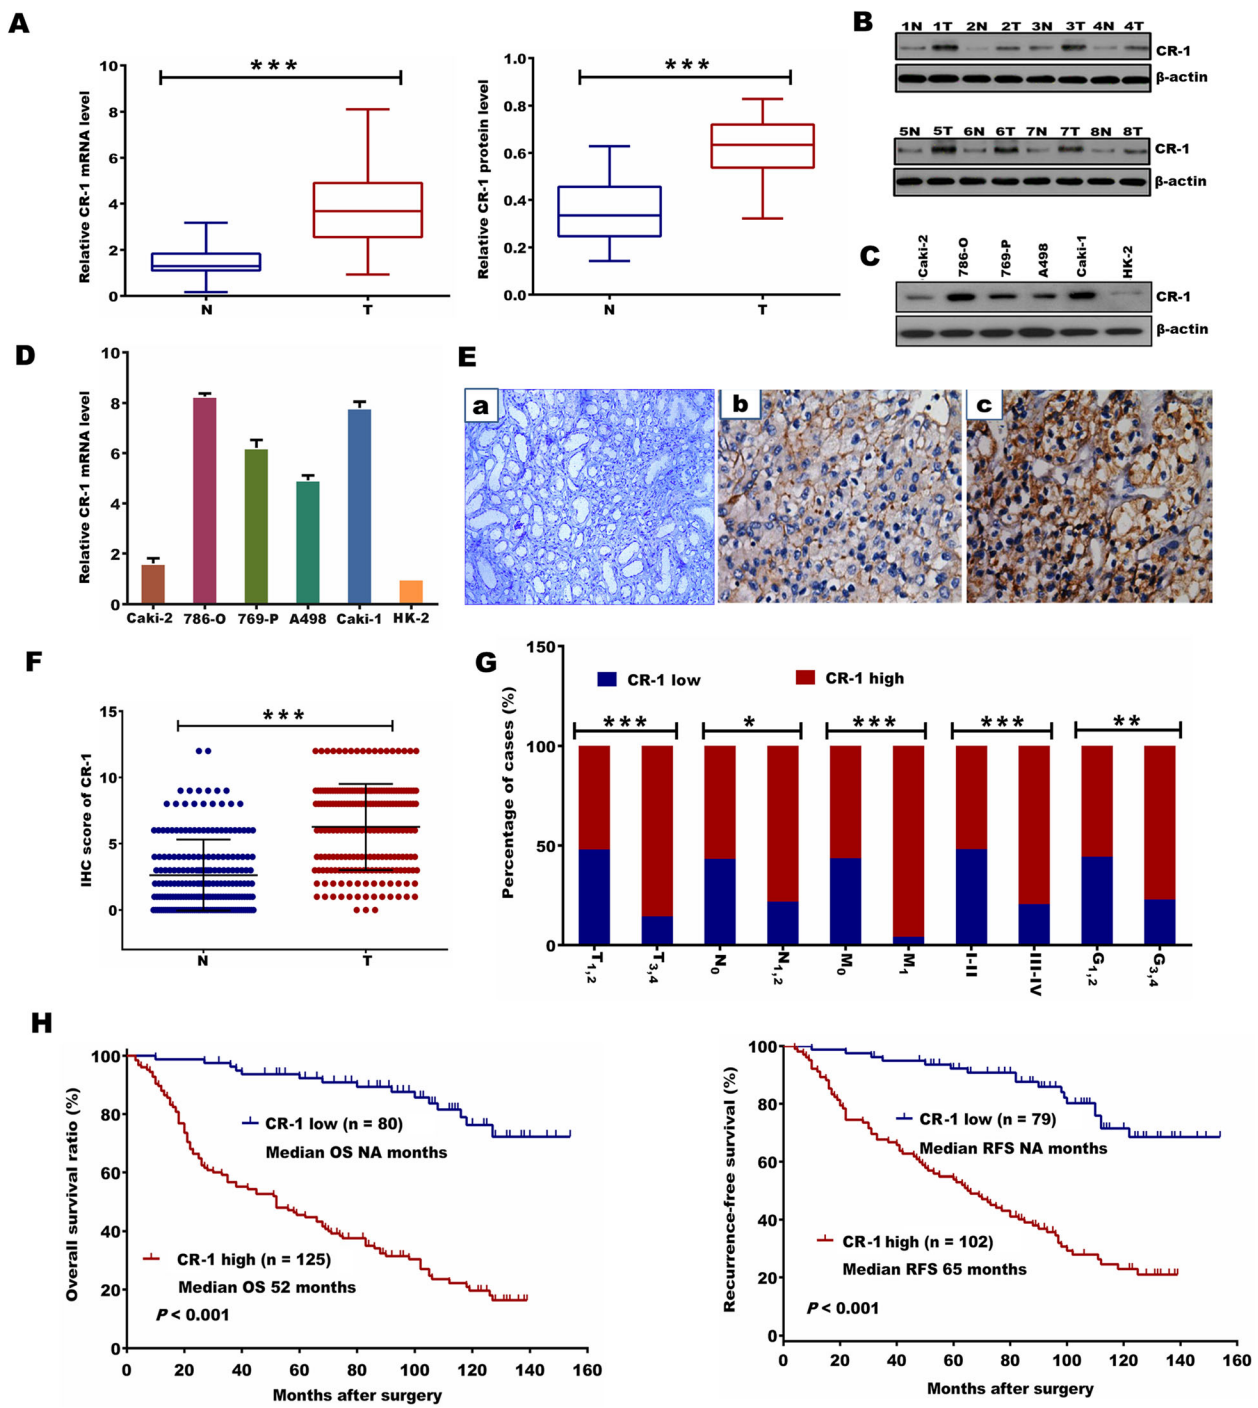 A
Relative CR-1 mRNA level
10
8
6
4
2
0
***
N
T
Relative CR-1 protein level
1.0
0.8
0.6
0.4
0.2
0.0
***
N
T
B
1N 1T 2N 2T 3N 3T 4N 4T
CR-1
β-actin
5N 5T 6N 6T 7N 7T 8N 8T
CR-1
β-actin
C
Caki-2 786-O 769-P A498 Caki-1 HK-2
CR-1
β-actin
D
Relative CR-1 mRNA level
10
8
6
4
2
0
Caki-2 786-O 769-P A498 Caki-1 HK-2
E
a
b
c
F
IHC score of CR-1
15
10
5
0
***
N
T
G
Percentage of cases (%)
150
100
50
0
CR-1 low
CR-1 high
*** * *** *** **
T1,2 T3,4 N0 N1,2 M0 M1 I-II III-IV G1,2 G3,4
H
Overall survival ratio (%)
100
80
60
40
20
0
CR-1 low (n = 80)
Median OS NA months
CR-1 high (n = 125)
Median OS 52 months
P < 0.001
0 20 40 60 80 100 120 140 160
Months after surgery
Recurrence-free survival (%)
100
80
60
40
20
0
CR-1 low (n = 79)
Median RFS NA months
CR-1 high (n = 102)
Median RFS 65 months
P < 0.001
0 20 40 60 80 100 120 140 160
Months after surgery